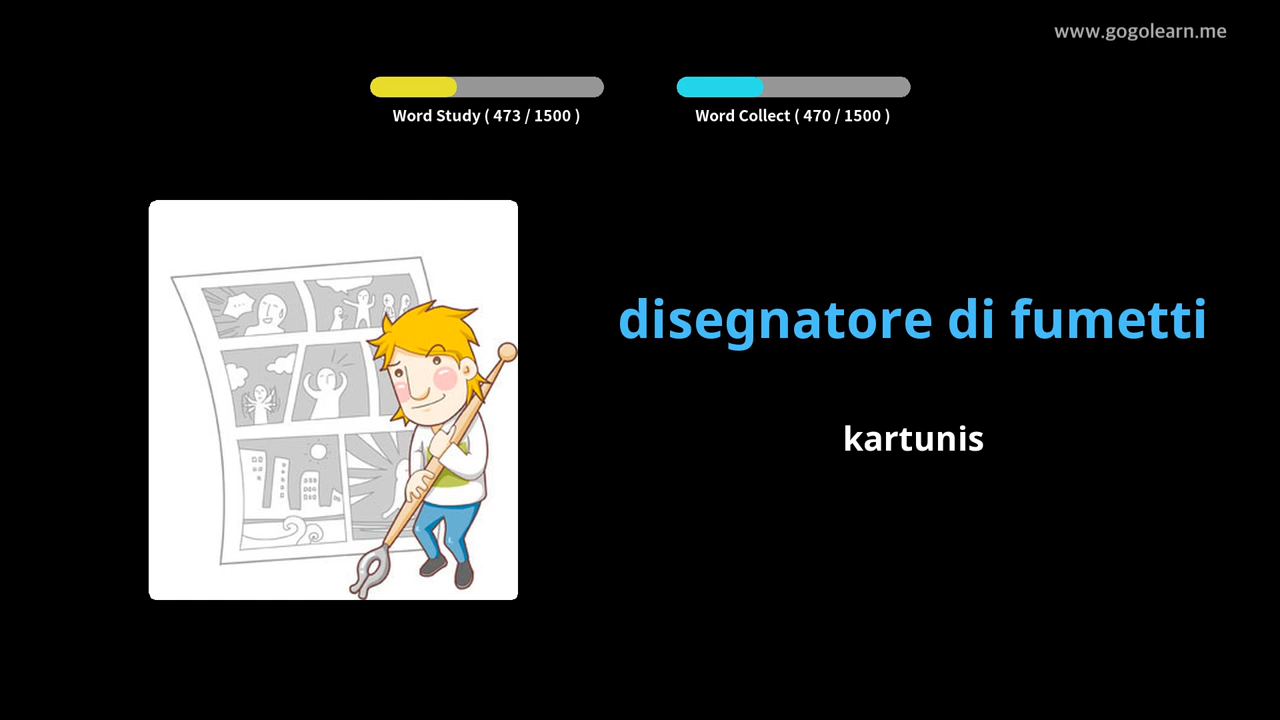 www.gogolearn.me
Word Study ( 473 / 1500 )
Word Collect ( 470 / 1500 )
disegnatore di fumetti
kartunis